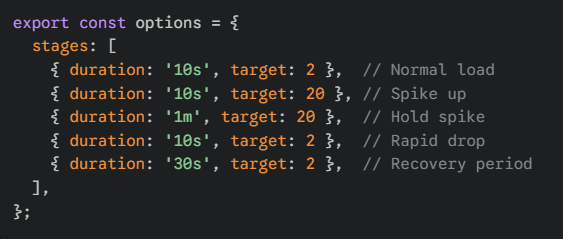 export const options = {
  stages: [
    { duration: '10s', target: 2 },  // Normal load
    { duration: '10s', target: 20 }, // Spike up
    { duration: '1m', target: 20 },  // Hold spike
    { duration: '10s', target: 2 },  // Rapid drop
    { duration: '30s', target: 2 },  // Recovery period
  ],
};